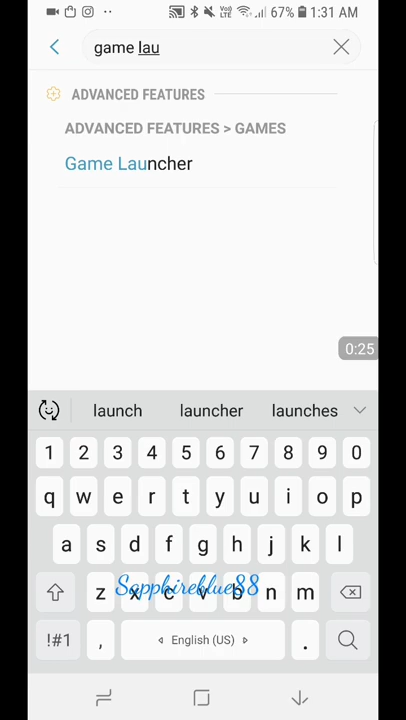 67% 1:31 AM
game lau
ADVANCED FEATURES
ADVANCED FEATURES > GAMES
Game Launcher
0:25
launch launcher launches
1 2 3 4 5 6 7 8 9 0
q w e r t y u i o p
a s d f g h j k l
z x c v b n m
Sapphireblue88
!#1 , English (US) .